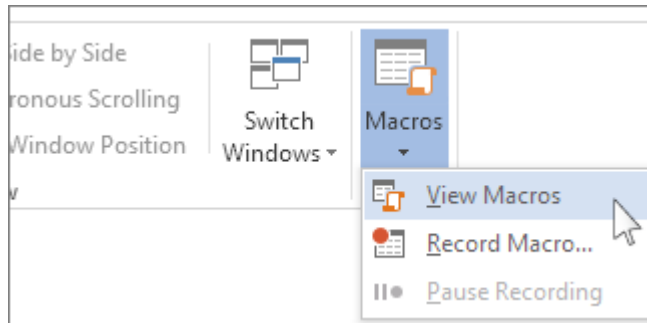 ide by Side
ronous Scrolling
Window Position
Switch
Windows
Macros
View Macros
Record Macro...
Pause Recording